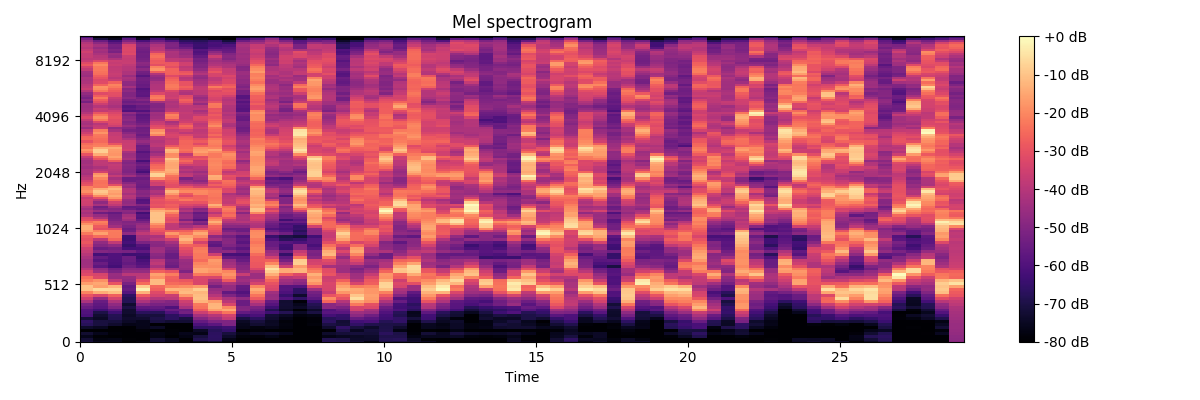 Mel spectrogram
8192
4096
2048
1024
512
0
Hz
0 5 10 15 20 25
Time
+0 dB
-10 dB
-20 dB
-30 dB
-40 dB
-50 dB
-60 dB
-70 dB
-80 dB